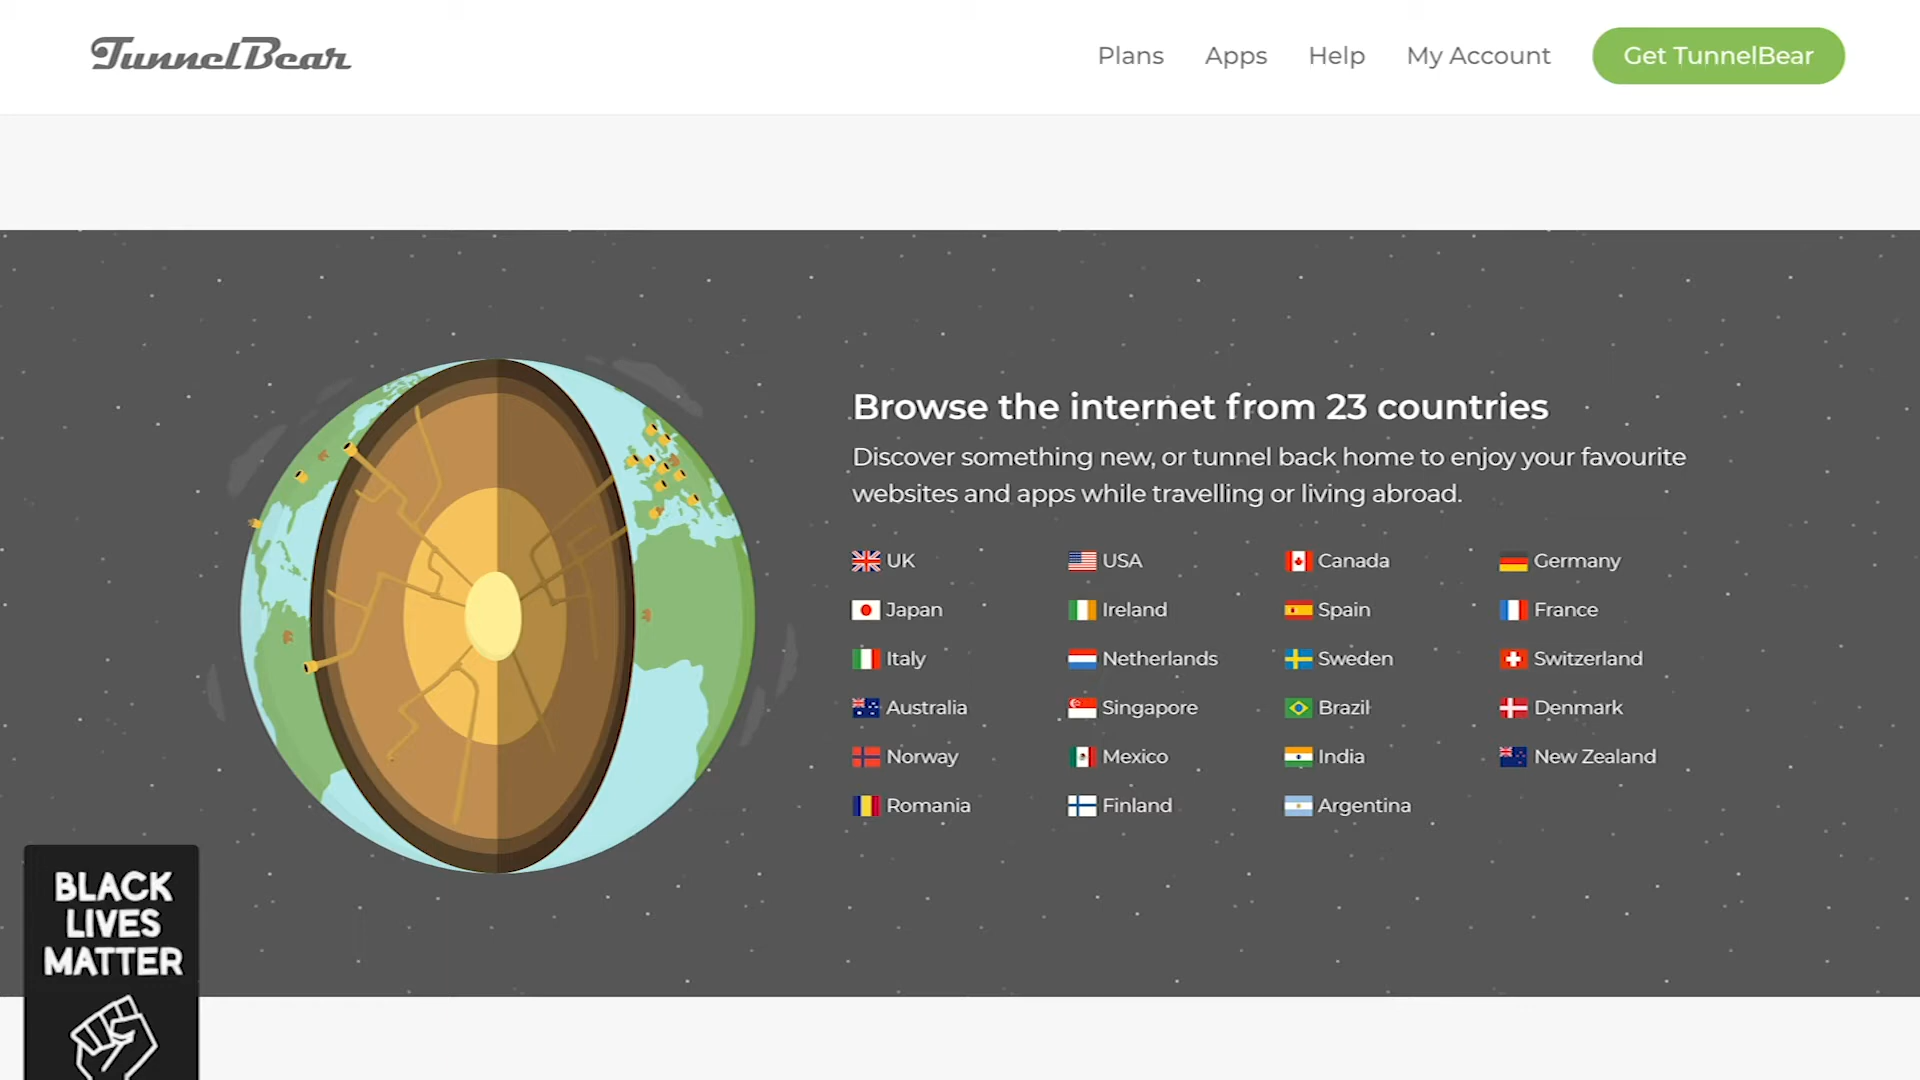 TunnelBear
Plans Apps Help My Account Get TunnelBear
Browse the internet from 23 countries
Discover something new, or tunnel back home to enjoy your favourite
websites and apps while travelling or living abroad.
UK USA Canada Germany
Japan Ireland Spain France
Italy Netherlands Sweden Switzerland
Australia Singapore Brazil Denmark
Norway Mexico India New Zealand
Romania Finland Argentina
BLACK
LIVES
MATTER